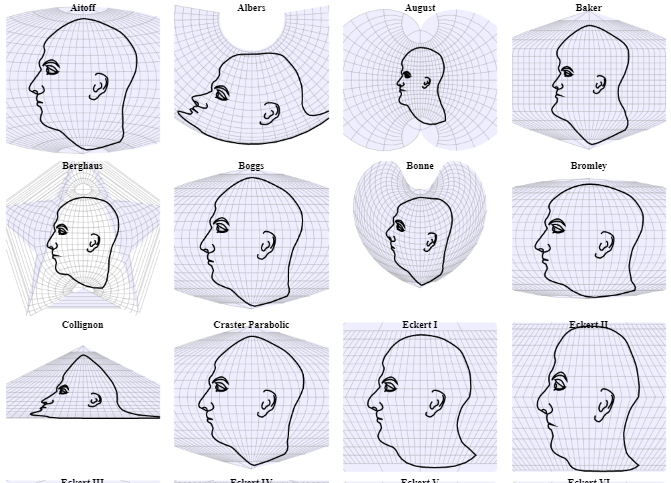 Aitoff Albers August Baker
Berghaus Boggs Bonne Bromley
Collignon Craster Parabolic Eckert I Eckert II
Eckert III Eckert IV Eckert V Eckert VI